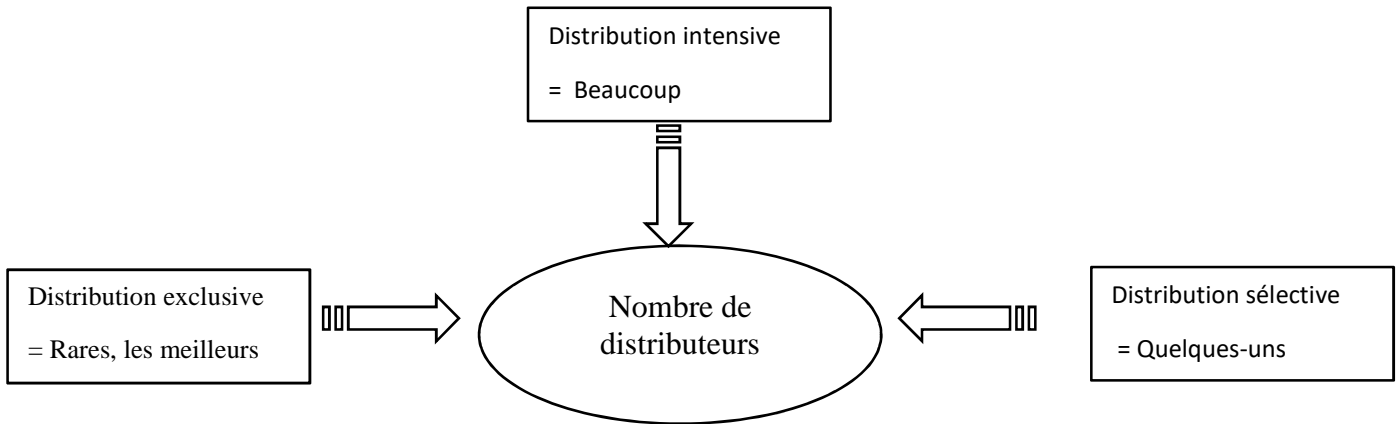 Distribution intensive
= Beaucoup
Distribution exclusive
= Rares, les meilleurs
Nombre de
distributeurs
Distribution sélective
= Quelques-uns